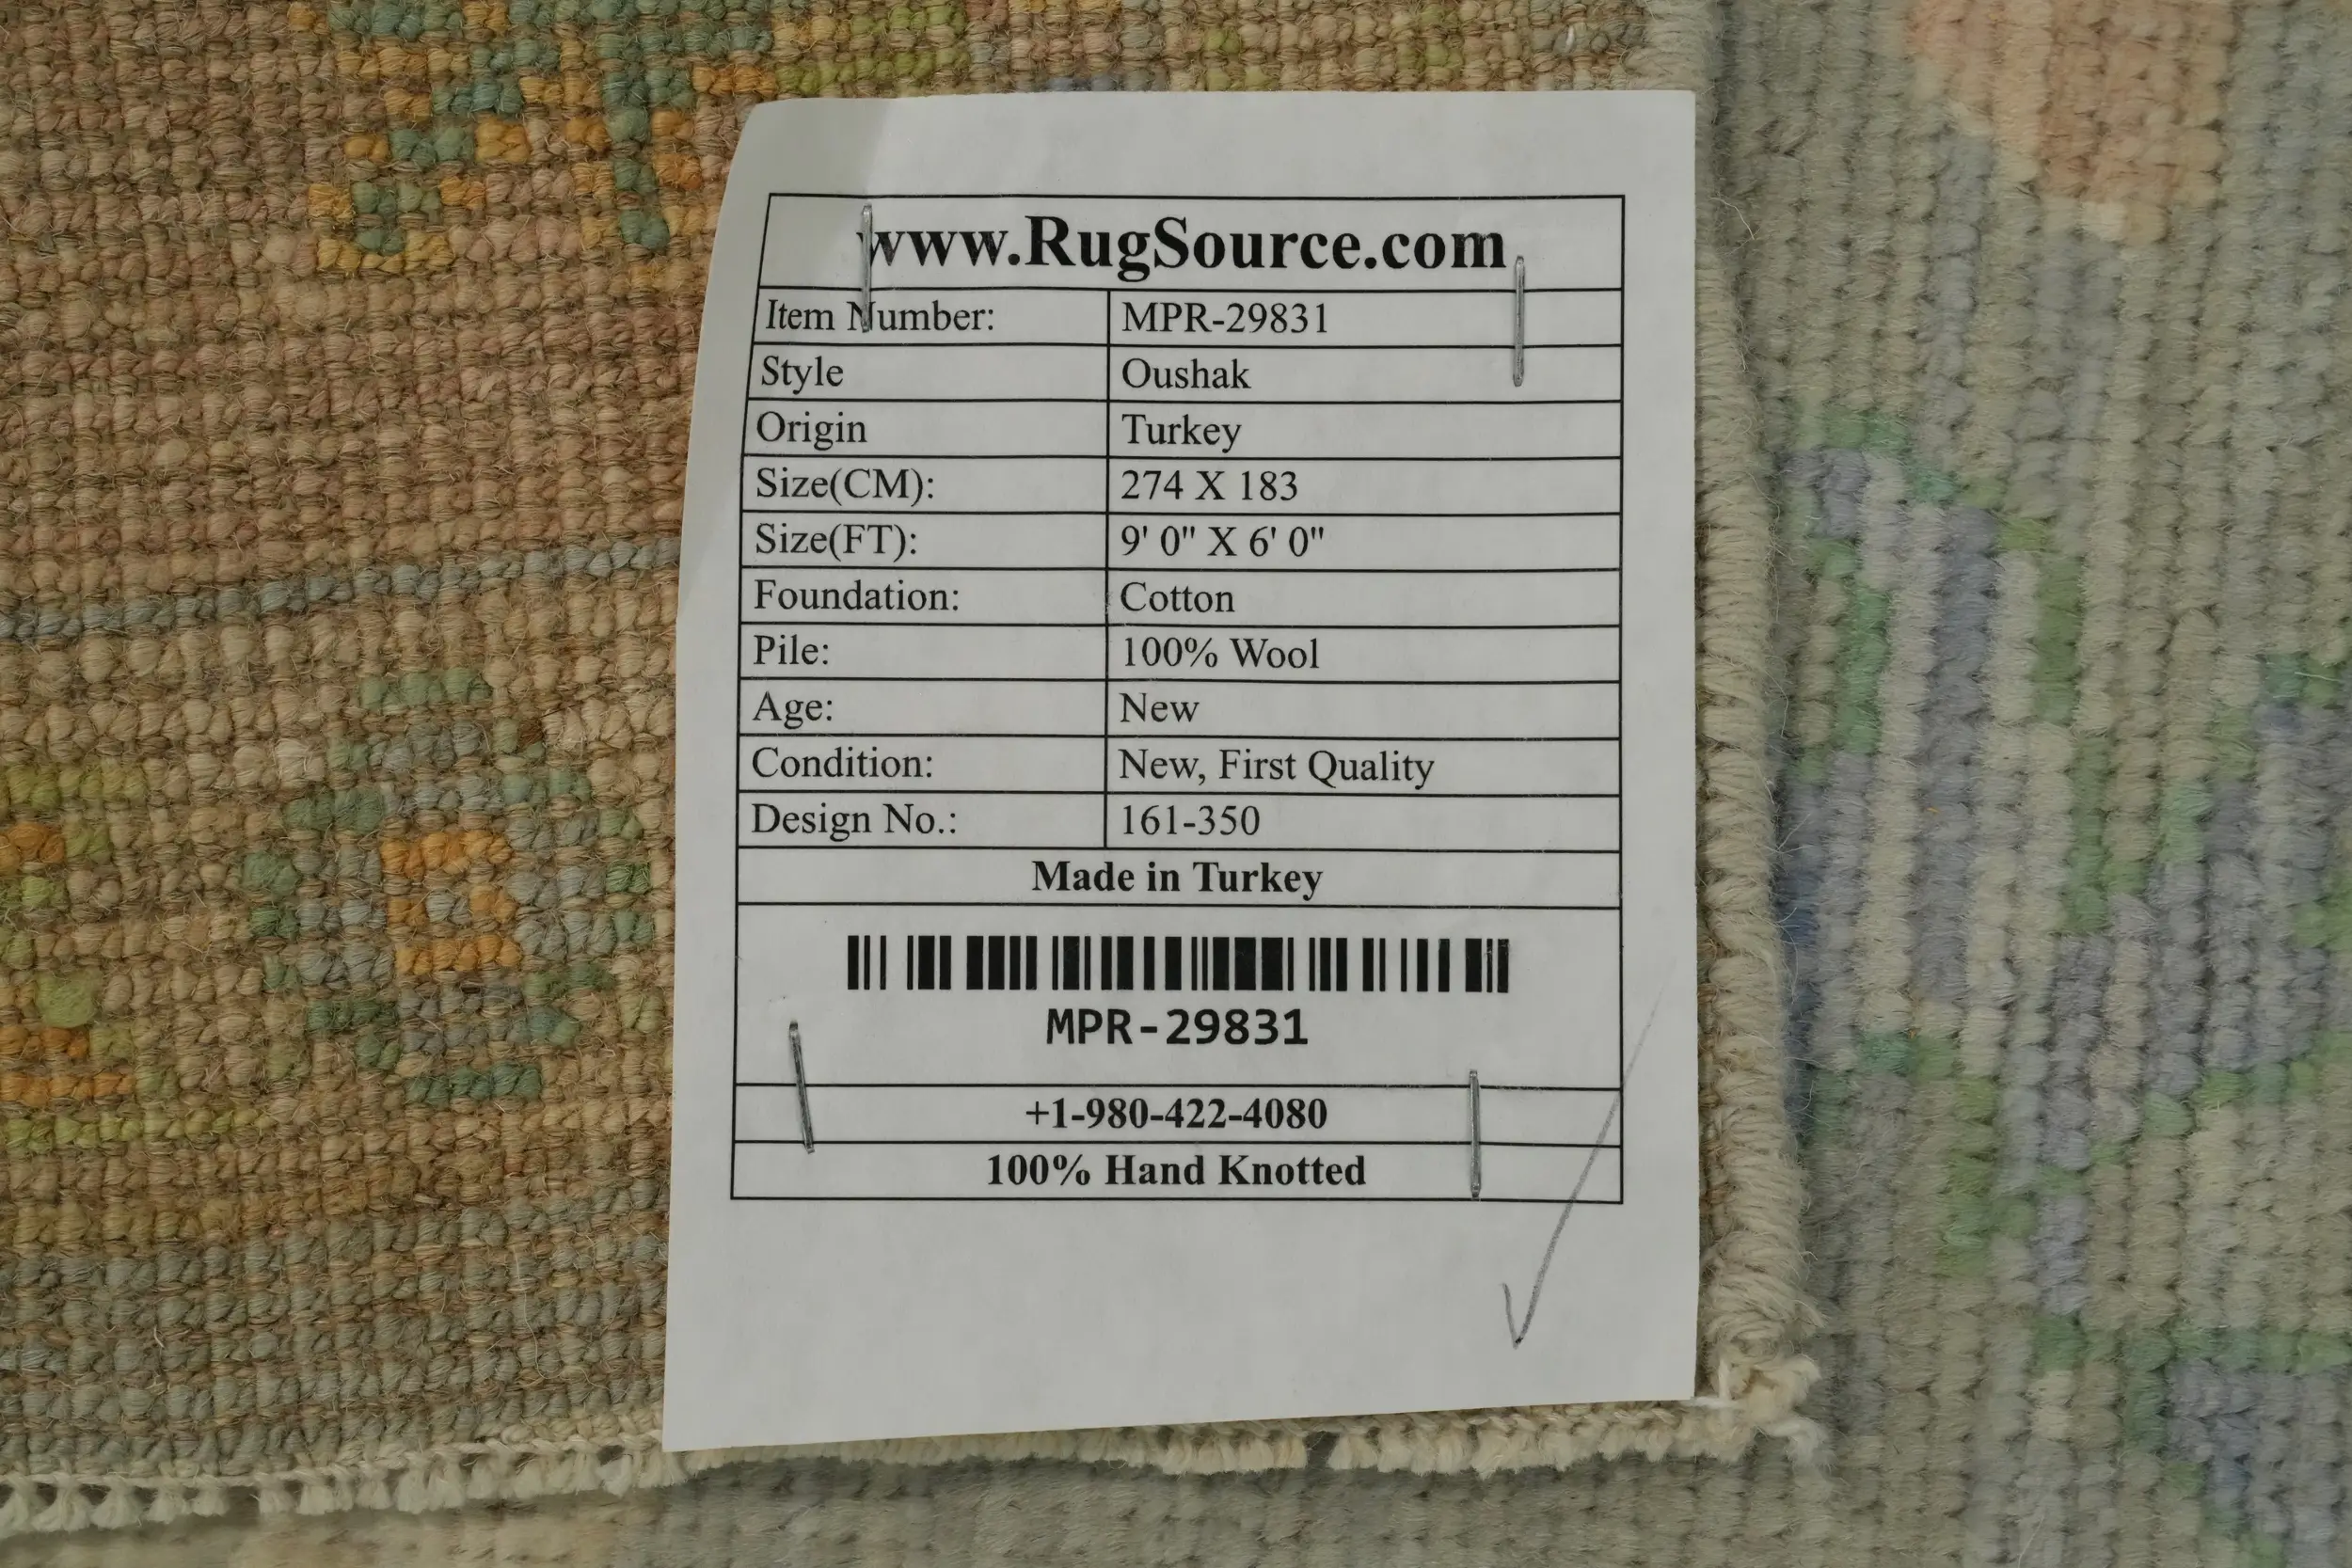 www.RugSource.com
Item Number: MPR-29831
Style Oushak
Origin Turkey
Size(CM): 274 X 183
Size(FT): 9' 0" X 6' 0"
Foundation: Cotton
Pile: 100% Wool
Age: New
Condition: New, First Quality
Design No.: 161-350
Made in Turkey
MPR-29831
+1-980-422-4080
100% Hand Knotted